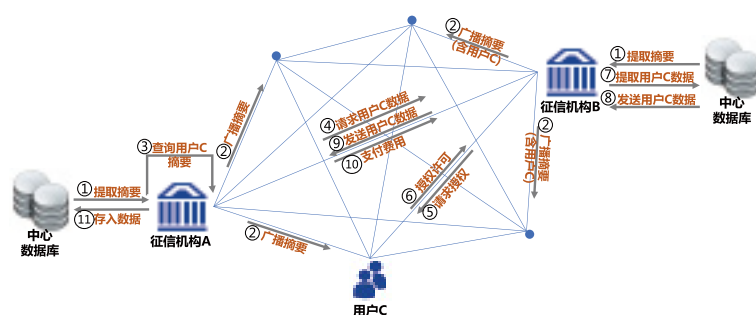 ②广播摘要
(含用户C)
①提取摘要
⑦提取用户C数据
⑧发送用户C数据
征信机构B
中心
数据库
④请求用户C数据
⑨发送用户C数据
⑩支付费用
②广播摘要
②广播摘要
(含用户C)
③查询用户C
摘要
⑥授权许可
⑤请求授权
①提取摘要
⑪存入数据
中心
数据库
征信机构A
②广播摘要
用户C